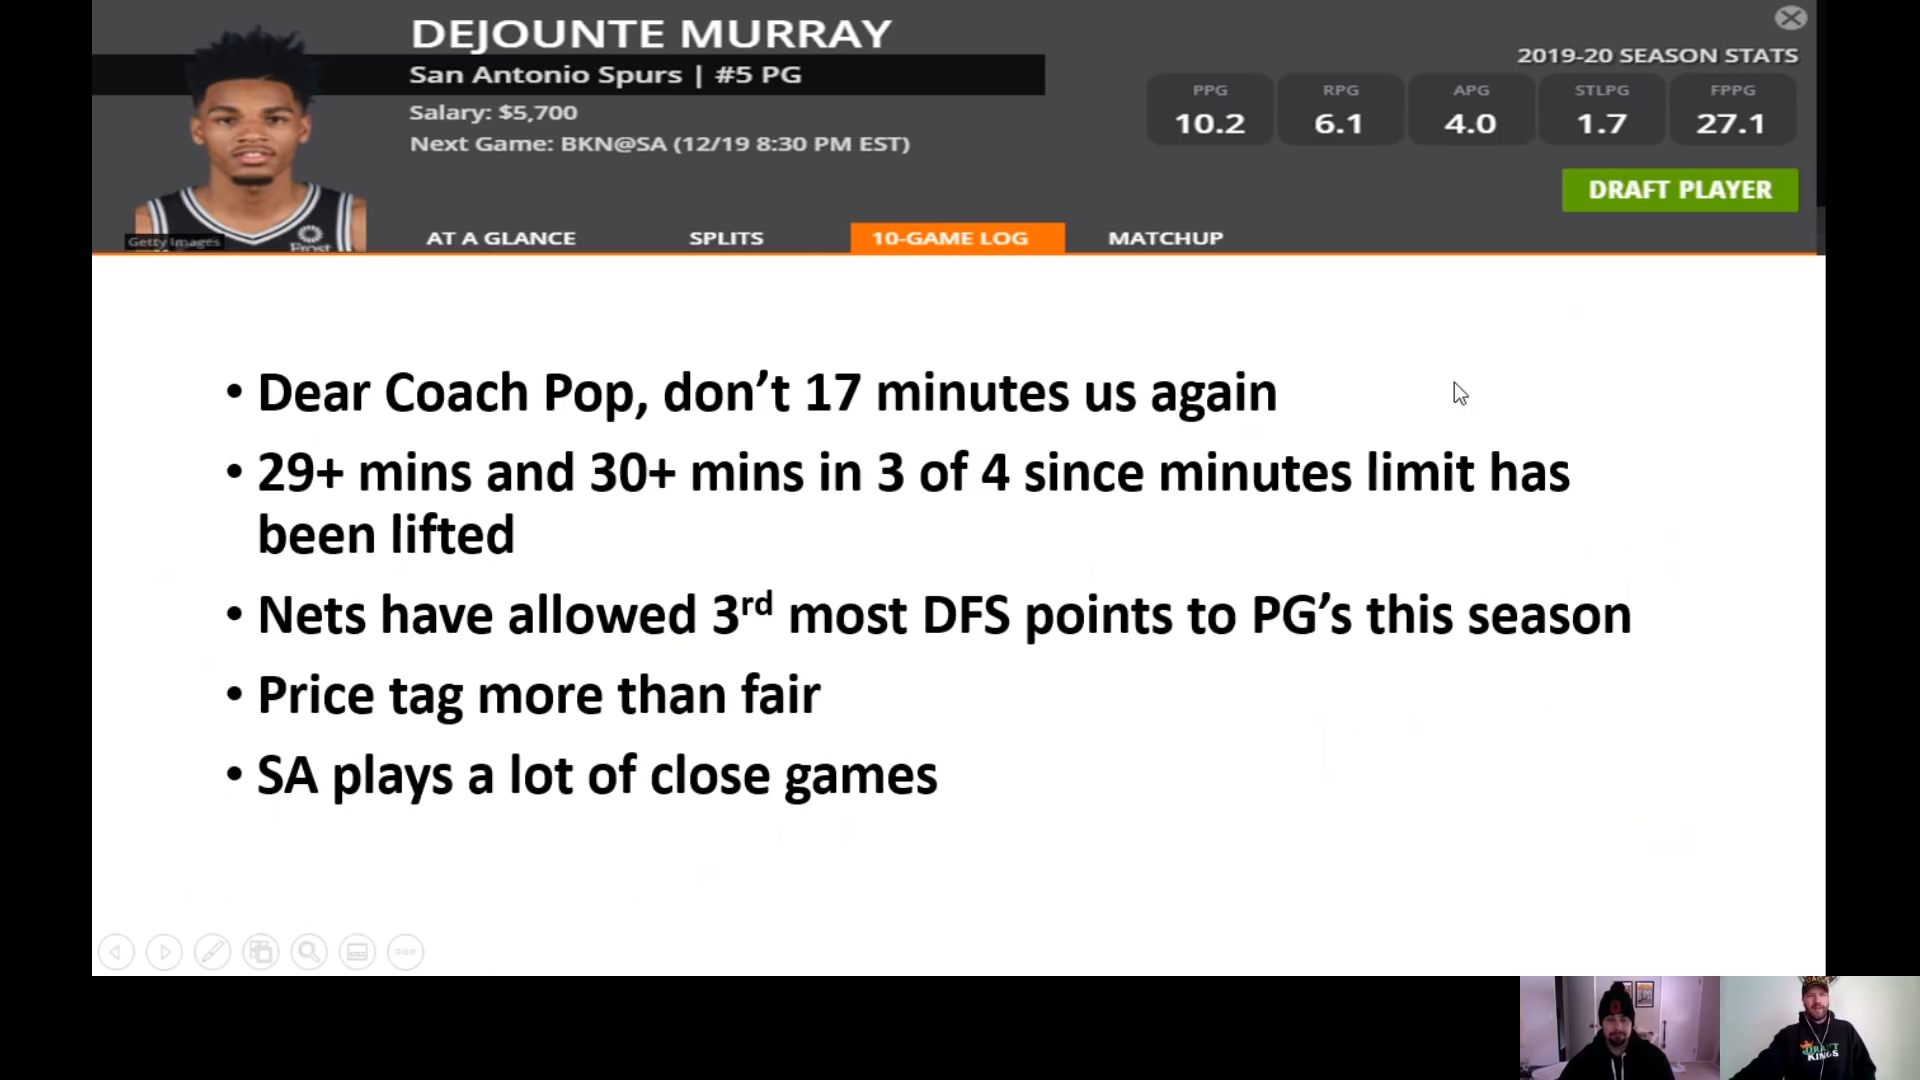 DEJOUNTE MURRAY
San Antonio Spurs | #5 PG
Salary: $5,700
Next Game: BKN@SA (12/19 8:30 PM EST)
2019-20 SEASON STATS
PPG RPG APG STLPG FPPG
10.2 6.1 4.0 1.7 27.1
DRAFT PLAYER
Getty Images
Frost
AT A GLANCE SPLITS 10-GAME LOG MATCHUP
• Dear Coach Pop, don’t 17 minutes us again
• 29+ mins and 30+ mins in 3 of 4 since minutes limit has
been lifted
• Nets have allowed 3rd most DFS points to PG’s this season
• Price tag more than fair
• SA plays a lot of close games
DRAFT
KINGS